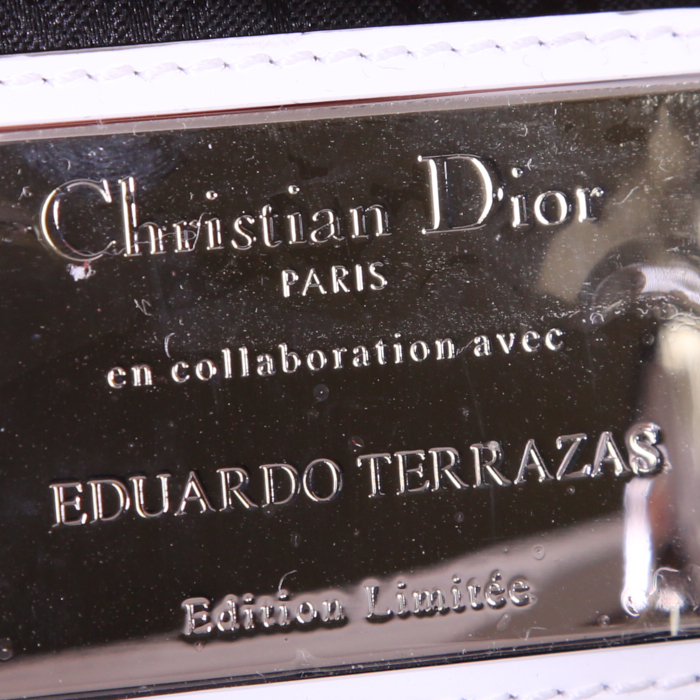 Christian Dior
PARIS
en collaboration avec
EDUARDO TERRAZAS
Edition Limitée